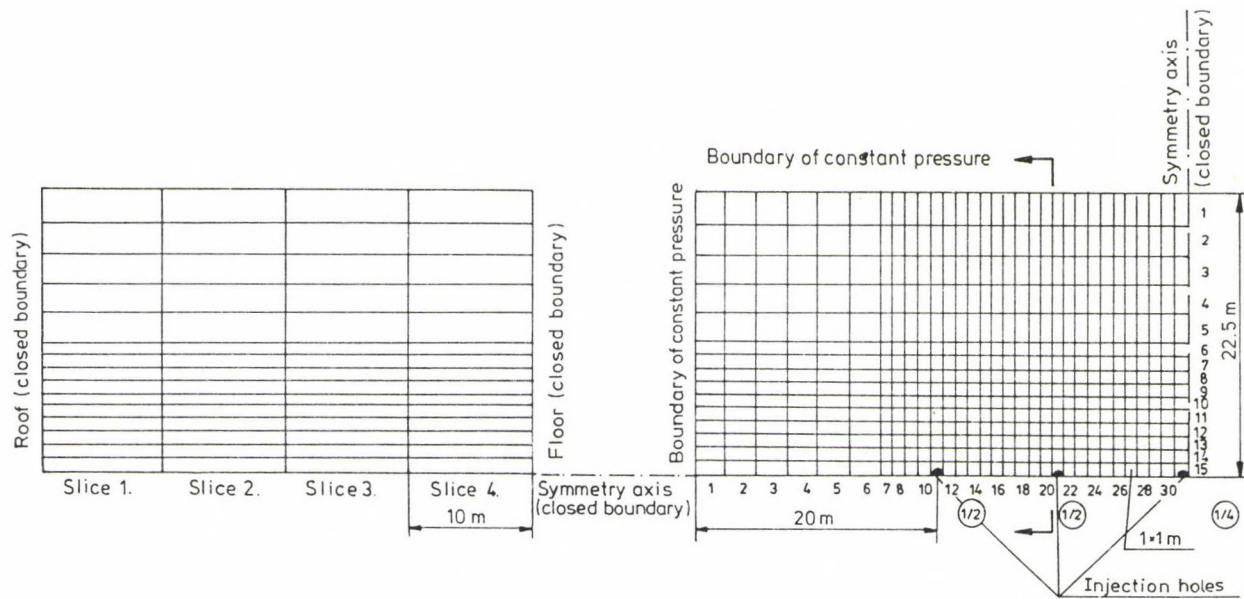 Roof (closed boundary)
Slice 1.
Slice 2.
Slice 3.
Slice 4.
10 m
Floor (closed boundary)
Symmetry axis
(closed boundary)
Boundary of constant pressure
Boundary of constant pressure
Symmetry axis
(closed boundary)
1
2
3
4
5
6
7
8
9
10
11
12
13
14
15
22.5 m
1 2 3 4 5 6 7 8 10 12 14 16 18 20 22 24 26 28 30
20 m
1/2
1/2
1/4
1×1 m
Injection holes